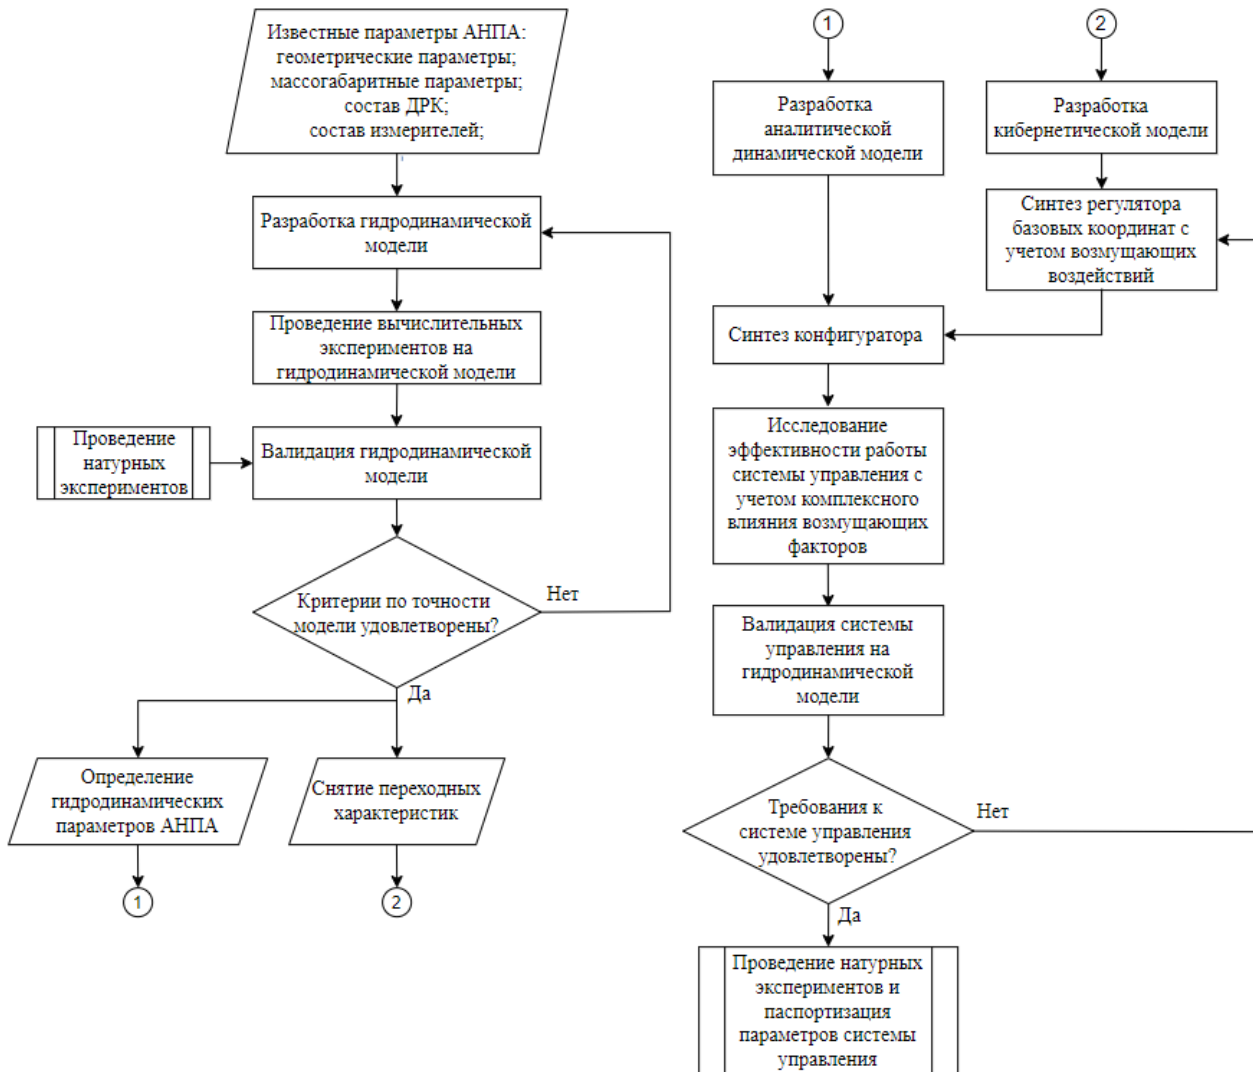 Известные параметры АНПА:
геометрические параметры;
массогабаритные параметры;
состав ДРК;
состав измерителей;
Разработка гидродинамической
модели
Проведение вычислительных
экспериментов на
гидродинамической модели
Проведение
натурных
экспериментов
Валидация гидродинамической
модели
Критерии по точности
модели удовлетворены?
Нет
Да
Определение
гидродинамических
параметров АНПА
Снятие переходных
характеристик
1
2
1
2
Разработка
аналитической
динамической модели
Разработка
кибернетической модели
Синтез регулятора
базовых координат с
учетом возмущающих
воздействий
Синтез конфигуратора
Исследование
эффективности работы
системы управления с
учетом комплексного
влияния возмущающих
факторов
Валидация системы
управления на
гидродинамической
модели
Требования к
системе управления
удовлетворены?
Нет
Да
Проведение натурных
экспериментов и
паспортизация
параметров системы
управления